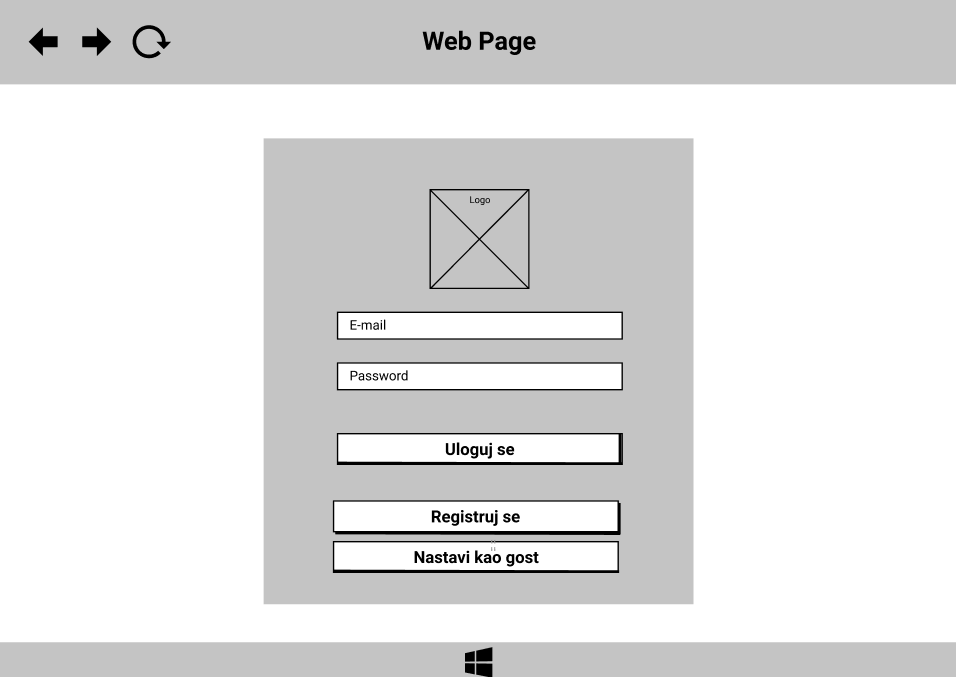 Web Page
Logo
E-mail
Password
Uloguj se
Registruj se
Nastavi kao gost